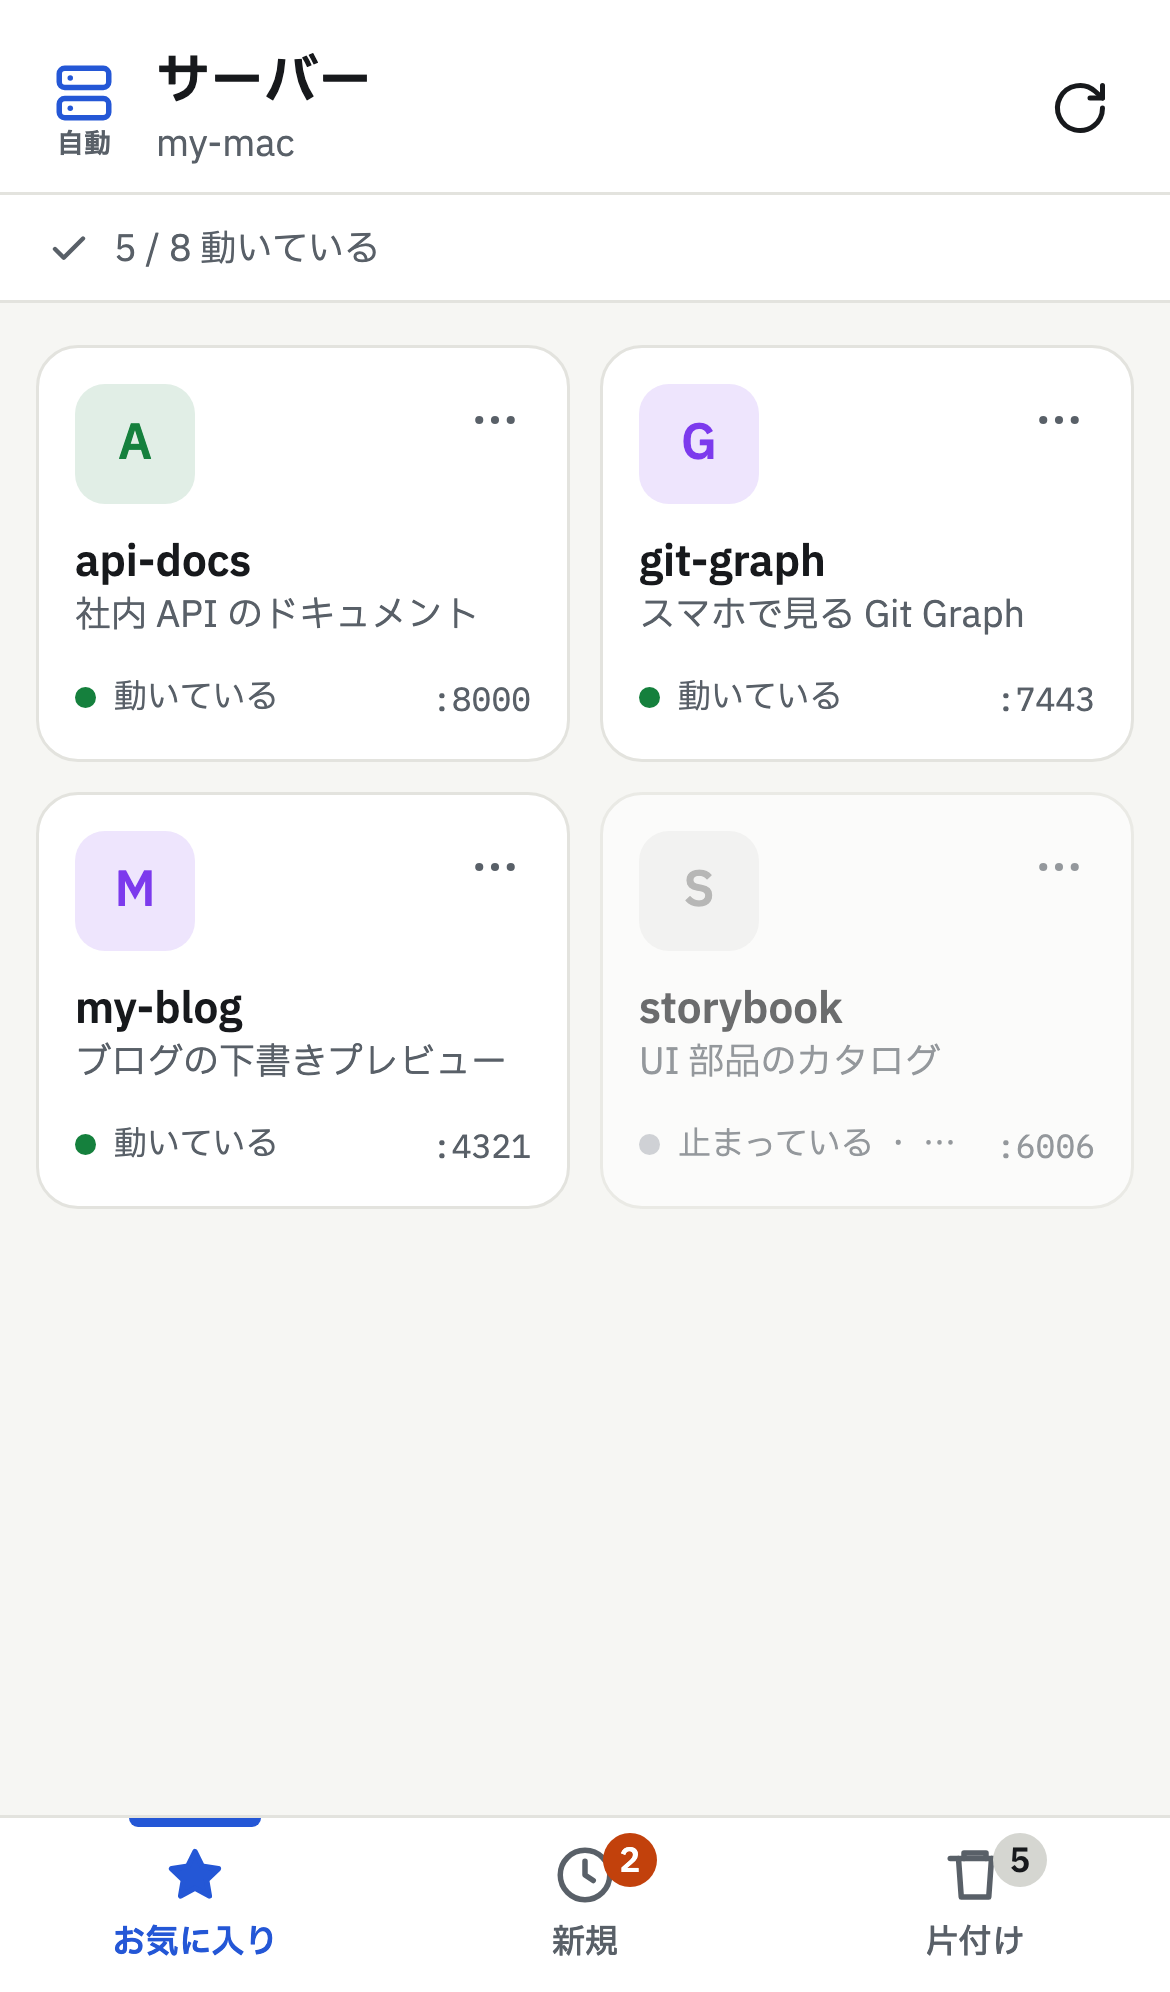 サーバー
自動
my-mac
5 / 8 動いている
A
api-docs
社内 API のドキュメント
動いている :8000
G
git-graph
スマホで見る Git Graph
動いている :7443
M
my-blog
ブログの下書きプレビュー
動いている :4321
S
storybook
UI 部品のカタログ
止まっている · … :6006
お気に入り
2
新規
5
片付け